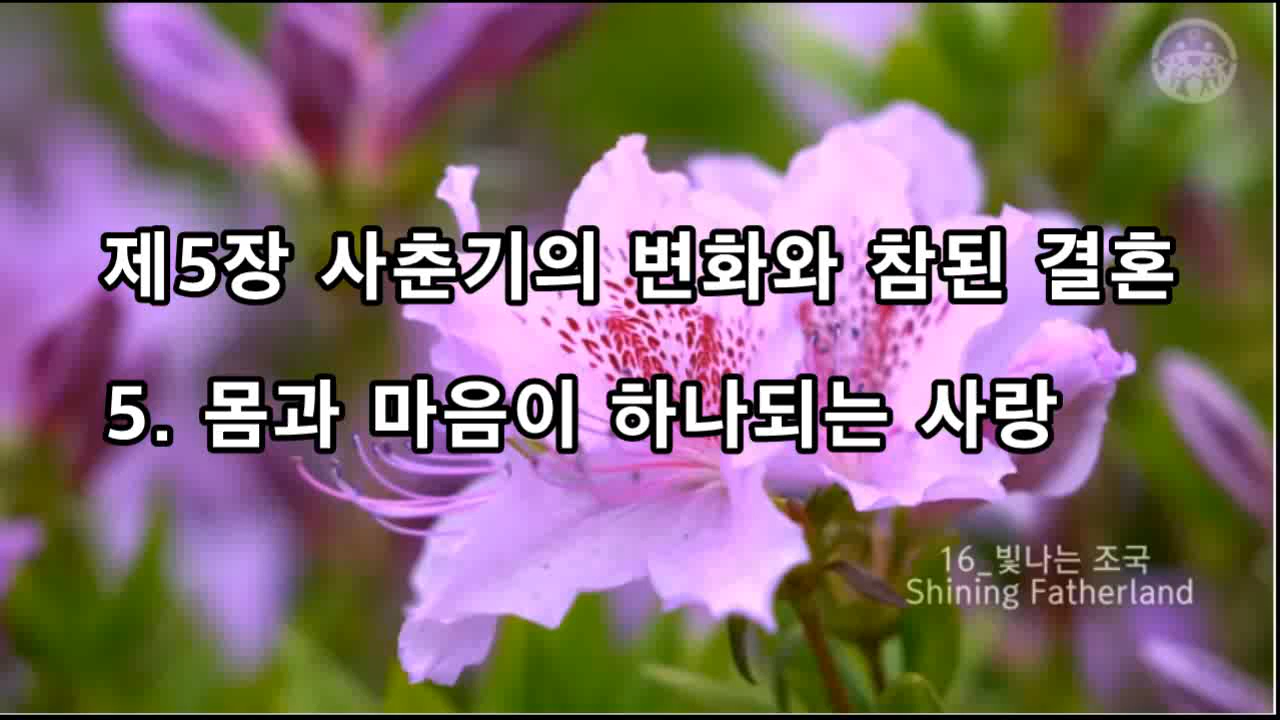 제5장 사춘기의 변화와 참된 결혼
5. 몸과 마음이 하나되는 사랑
16_빛나는 조국
Shining Fatherland